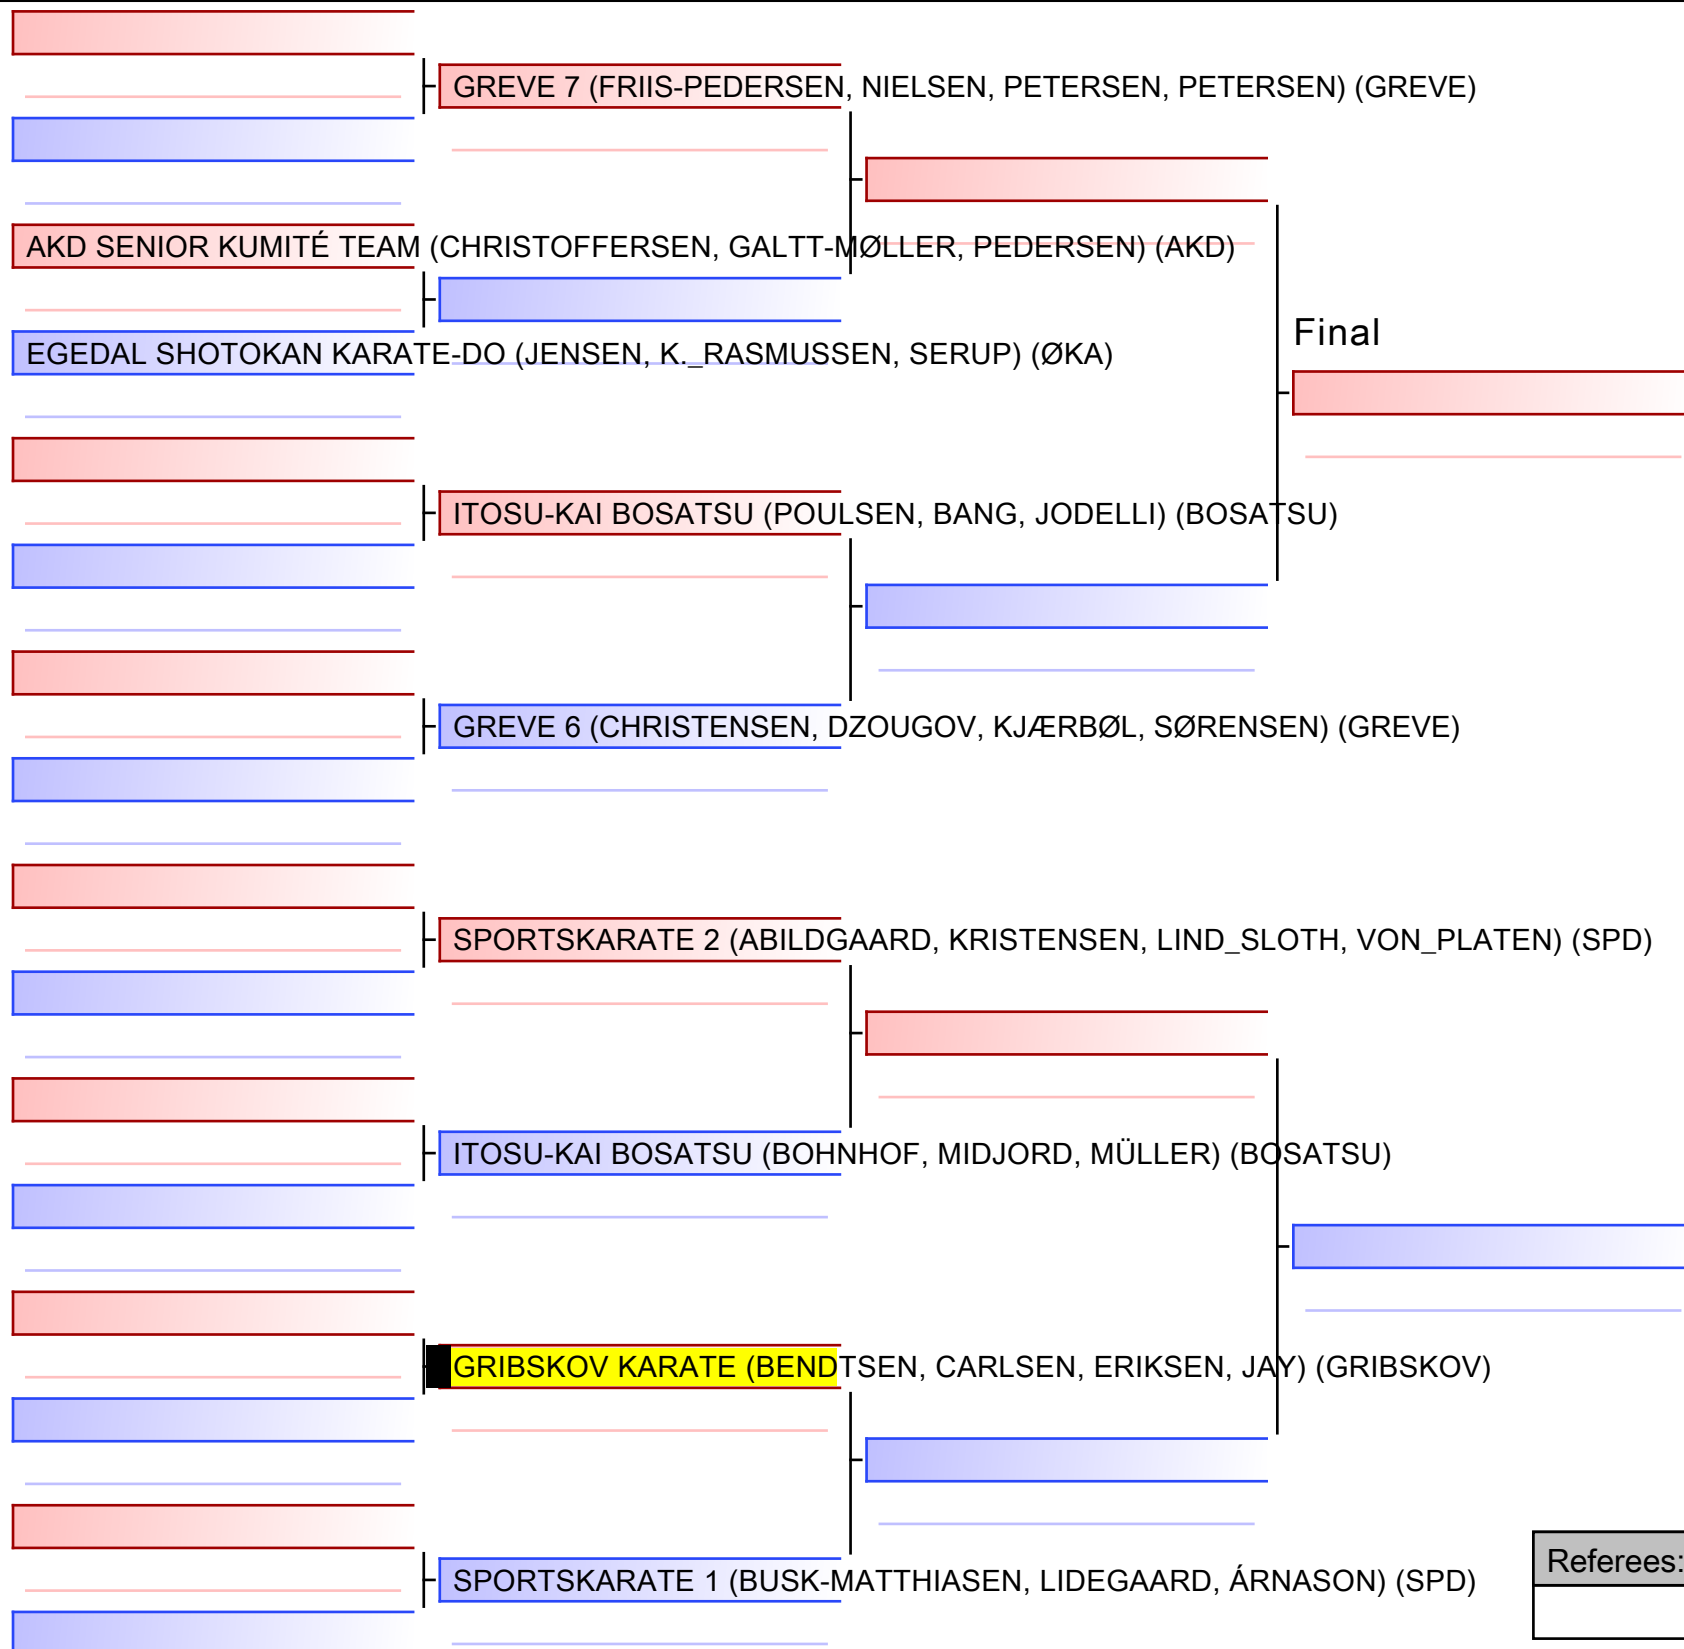 GREVE 7 (FRIIS-PEDERSEN, NIELSEN, PETERSEN, PETERSEN) (GREVE)
AKD SENIOR KUMITÉ TEAM (CHRISTOFFERSEN, GALTT-MØLLER, PEDERSEN) (AKD)
Final
EGEDAL SHOTOKAN KARATE-DO (JENSEN, K._RASMUSSEN, SERUP) (ØKA)
ITOSU-KAI BOSATSU (POULSEN, BANG, JODELLI) (BOSATSU)
GREVE 6 (CHRISTENSEN, DZOUGOV, KJÆRBØL, SØRENSEN) (GREVE)
SPORTSKARATE 2 (ABILDGAARD, KRISTENSEN, LIND_SLOTH, VON_PLATEN) (SPD)
ITOSU-KAI BOSATSU (BOHNHOF, MIDJORD, MÜLLER) (BOSATSU)
GRIBSKOV KARATE (BENDTSEN, CARLSEN, ERIKSEN, JAY) (GRIBSKOV)
SPORTSKARATE 1 (BUSK-MATTHIASEN, LIDEGAARD, ÁRNASON) (SPD)
Referees: